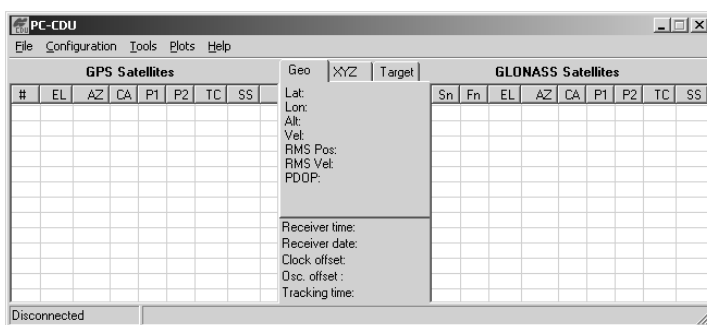 PC-CDU
File Configuration Tools Plots Help
GPS Satellites
# EL AZ CA P1 P2 TC SS
Geo XYZ Target
Lat:
Lon:
Alt:
Vel:
RMS Pos:
RMS Vel:
PDOP:
Receiver time:
Receiver date:
Clock offset:
Osc. offset :
Tracking time:
GLONASS Satellites
Sn Fn EL AZ CA P1 P2 TC SS
Disconnected